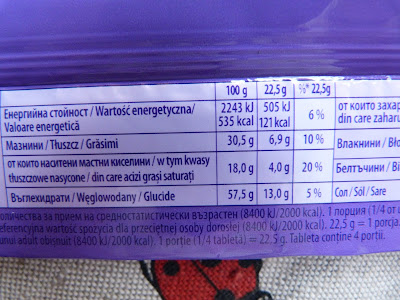 100 g 22,5 g %* 22,5g
Енергийна стойност / Wartość energetyczna/ 2243 kJ 505 kJ 6 % от които захар
Valoare energetică 535 kcal 121 kcal din care zaharu
Мазнини / Tłuszcz / Grăsimi 30,5 g 6,9 g 10 % Влакнини / Bło
от които наситени мастни киселини / w tym kwasy 18,0 g 4,0 g 20 % Белтъчини / Bi
tłuszczowe nasycone / din care acizi grași saturați
Въглехидрати / Węglowodany / Glucide 57,5 g 13,0 g 5 % Сол / Sól / Sare
количества за прием на средностатистически възрастен (8400 kJ/2000 kcal). 1 порция (1/4 от
referencyjna wartość spożycia dla przeciętnej osoby dorosłej (8400 kJ/2000 kcal). 22,5 g = 1 porcja.
unui adult obișnuit (8400 kJ/2000 kcal). 1 porție (1/4 tabletă) = 22,5 g. Tableta conține 4 porții.